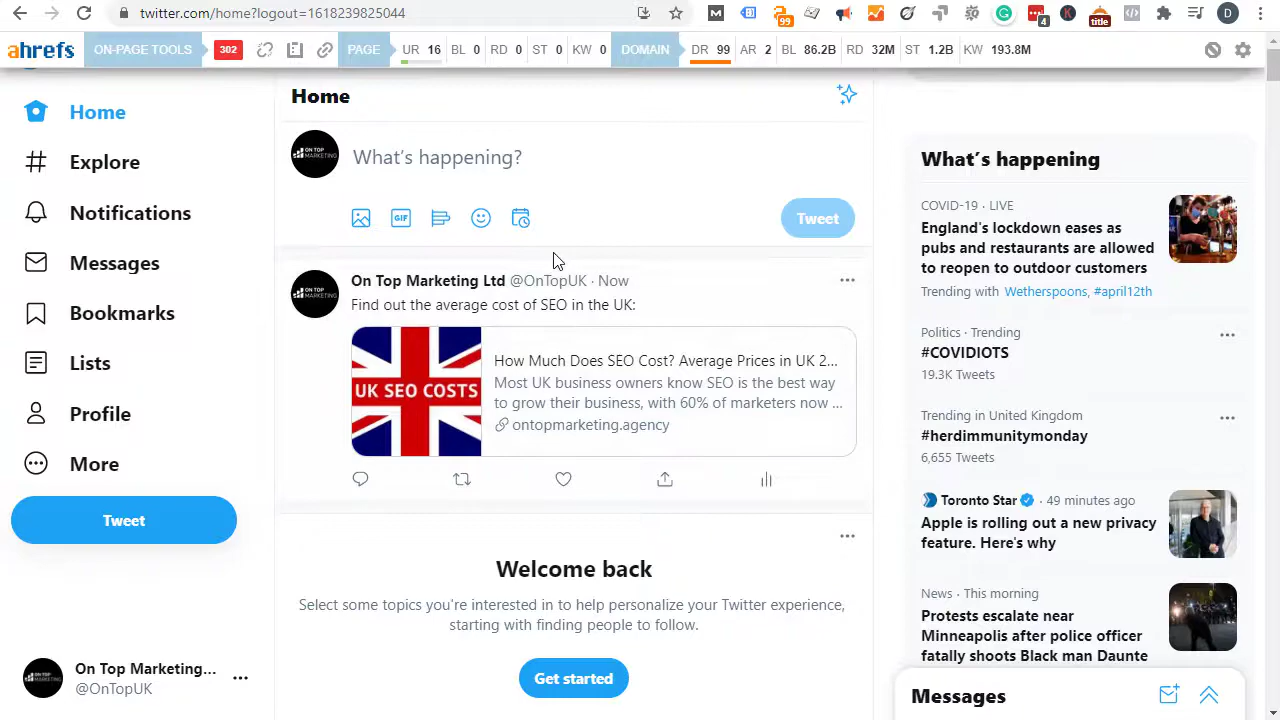 twitter.com/home?logout=1618239825044
M
99
4
K
title
D
ahrefs
ON-PAGE TOOLS
302
PAGE
UR 16
BL 0
RD 0
ST 0
KW 0
DOMAIN
DR 99
AR 2
BL 86.2B
RD 32M
ST 1.2B
KW 193.8M
Home
Explore
Notifications
Messages
Bookmarks
Lists
Profile
More
Tweet
On Top Marketing...
@OnTopUK
Home
ON TOP
MARKETING
What's happening?
GIF
Tweet
ON TOP
MARKETING
On Top Marketing Ltd @OnTopUK · Now
Find out the average cost of SEO in the UK:
UK SEO COSTS
How Much Does SEO Cost? Average Prices in UK 2...
Most UK business owners know SEO is the best way
to grow their business, with 60% of marketers now ...
ontopmarketing.agency
Welcome back
Select some topics you're interested in to help personalize your Twitter experience,
starting with finding people to follow.
Get started
What's happening
COVID-19 · LIVE
England's lockdown eases as
pubs and restaurants are allowed
to reopen to outdoor customers
Trending with Wetherspoons, #april12th
Politics · Trending
#COVIDIOTS
19.3K Tweets
Trending in United Kingdom
#herdimmunitymonday
6,655 Tweets
Toronto Star · 49 minutes ago
Apple is rolling out a new privacy
feature. Here's why
News · This morning
Protests escalate near
Minneapolis after police officer
fatally shoots Black man Daunte
Messages